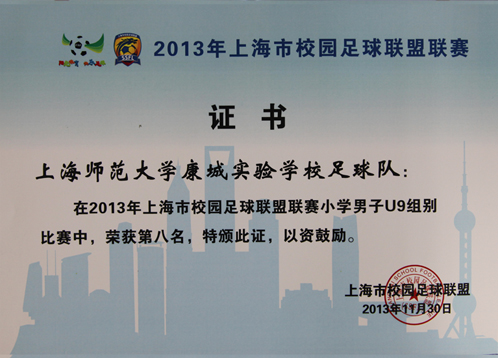 2013年上海市校园足球联盟联赛
证 书
上海师范大学康城实验学校足球队：
在2013年上海市校园足球联盟联赛小学男子U9组别
比赛中，荣获第八名，特颁此证，以资鼓励。
上海市校园足球联盟
2013年11月30日